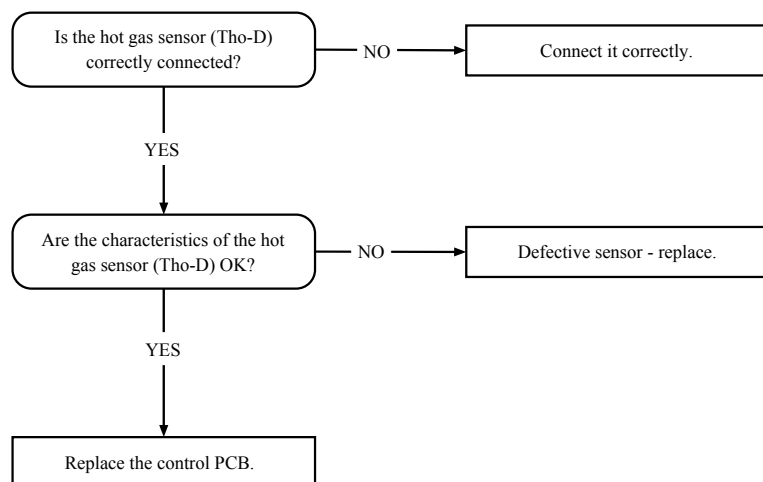 Is the hot gas sensor (Tho-D)
correctly connected?
NO
Connect it correctly.
YES
Are the characteristics of the hot
gas sensor (Tho-D) OK?
NO
Defective sensor - replace.
YES
Replace the control PCB.